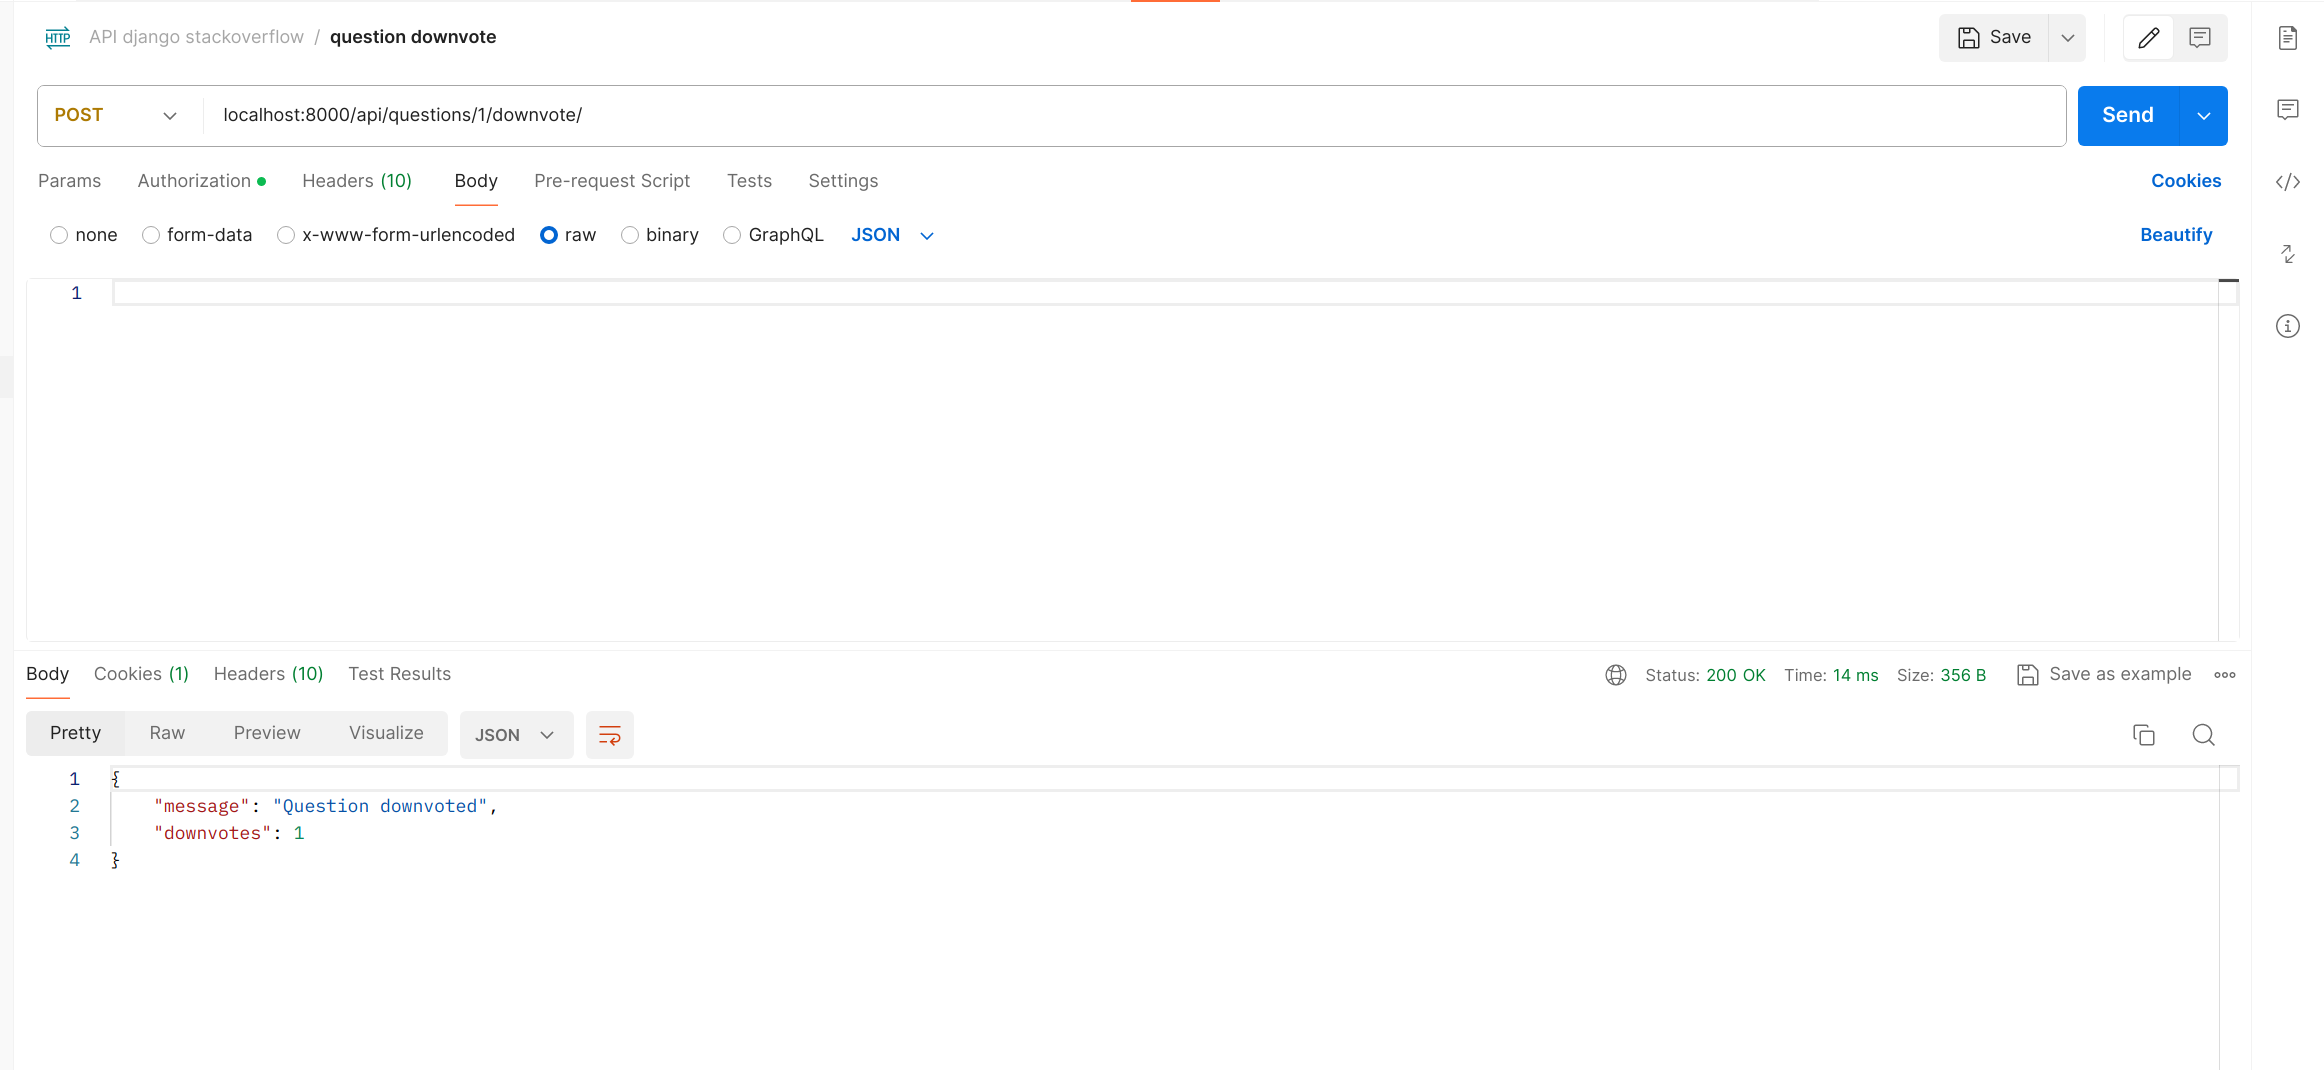 HTTP API django stackoverflow / question downvote Save
POST localhost:8000/api/questions/1/downvote/ Send
Params Authorization Headers (10) Body Pre-request Script Tests Settings Cookies
none form-data x-www-form-urlencoded raw binary GraphQL JSON Beautify
1
Body Cookies (1) Headers (10) Test Results Status: 200 OK Time: 14 ms Size: 356 B Save as example
Pretty Raw Preview Visualize JSON
1 {
2 "message": "Question downvoted",
3 "downvotes": 1
4 }